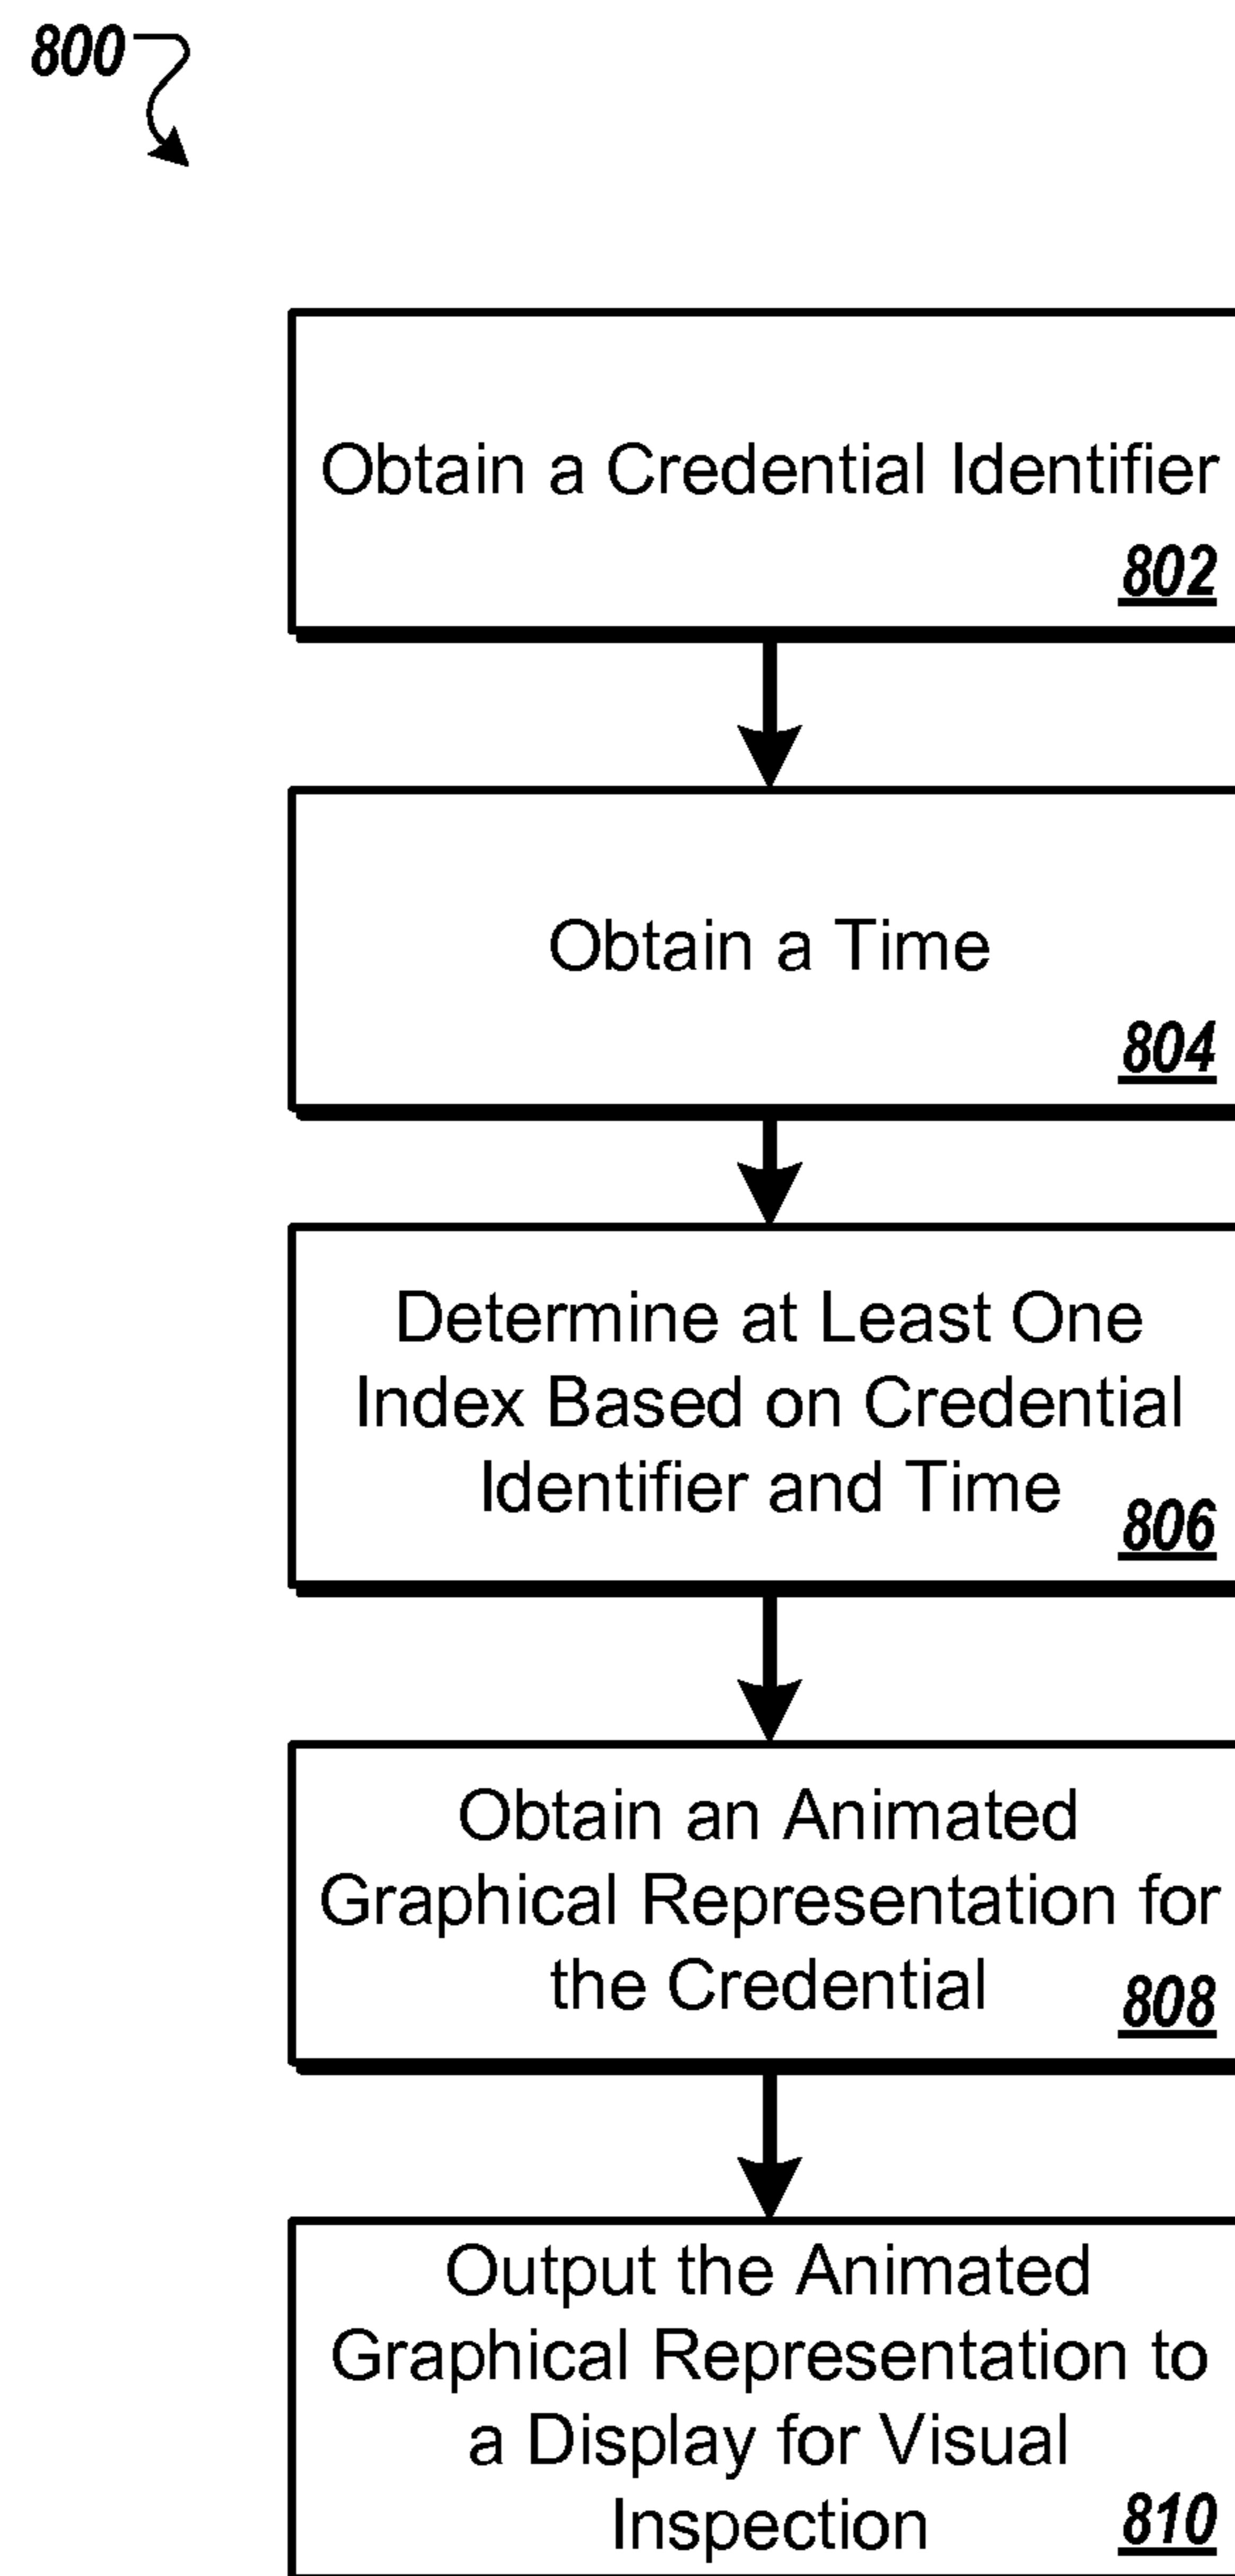 800
Obtain a Credential Identifier
802
Obtain a Time
804
Determine at Least One
Index Based on Credential
Identifier and Time
806
Obtain an Animated
Graphical Representation for
the Credential
808
Output the Animated
Graphical Representation to
a Display for Visual
Inspection
810